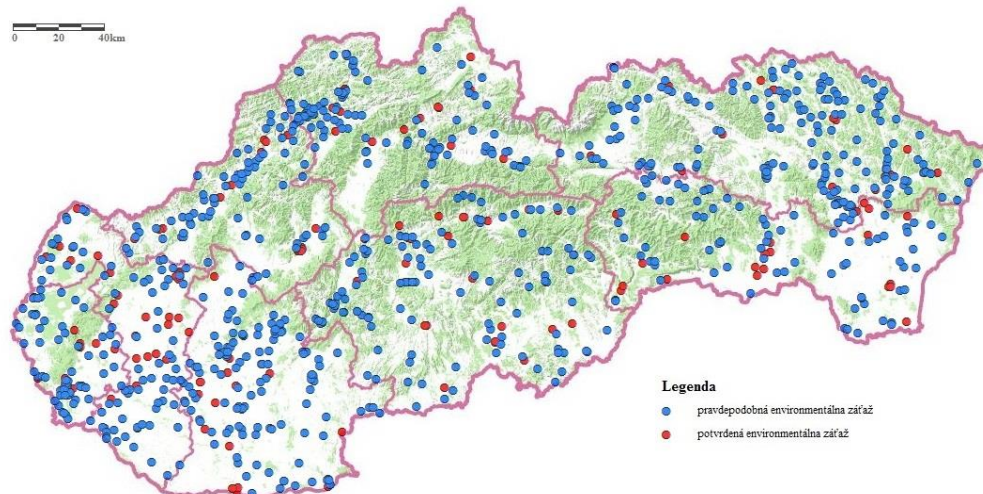 0 20 40km
Legenda
pravdepodobná environmentálna záťaž
potvrdená environmentálna záťaž